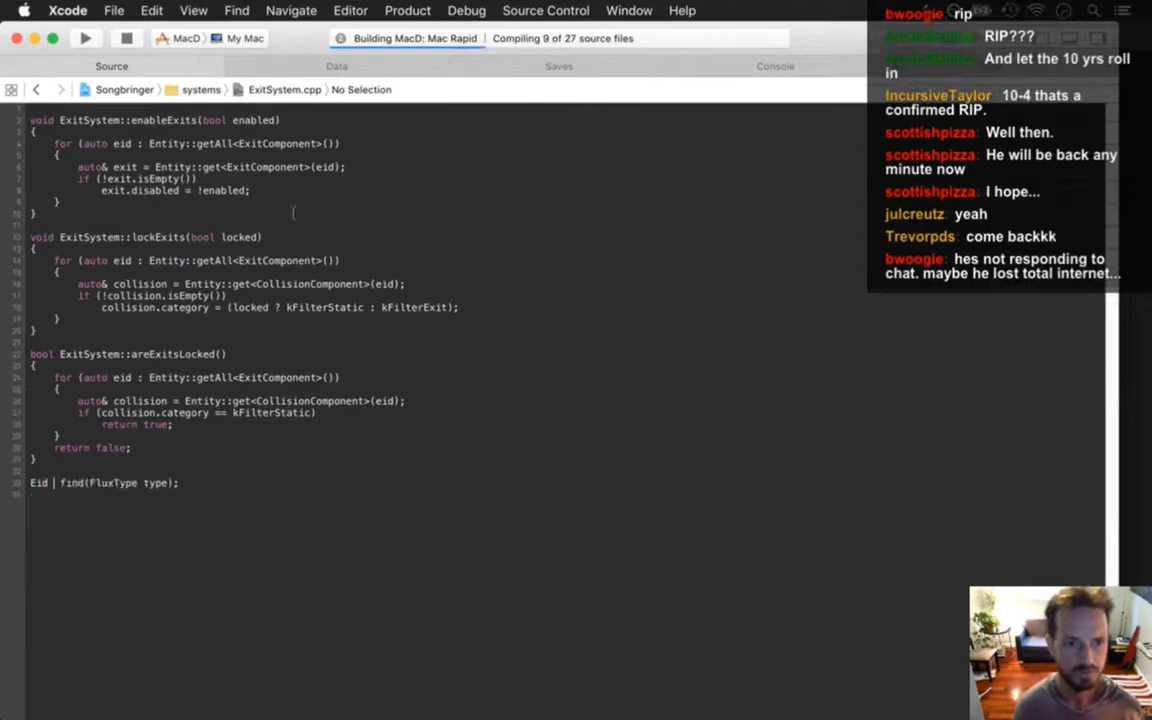 Xcode File Edit View Find Navigate Editor Product Debug Source Control Window Help
MacD My Mac
Building MacD: Mac Rapid Compiling 9 of 27 source files
Source Data Saves Console
Songbringer systems ExitSystem.cpp No Selection
void ExitSystem::enableExits(bool enabled)
{
for (auto eid : Entity::getAll<ExitComponent>())
{
auto& exit = Entity::get<ExitComponent>(eid);
if (!exit.isEmpty())
exit.disabled = !enabled;
}
}
void ExitSystem::lockExits(bool locked)
{
for (auto eid : Entity::getAll<ExitComponent>())
{
auto& collision = Entity::get<CollisionComponent>(eid);
if (!collision.isEmpty())
collision.category = (locked ? kFilterStatic : kFilterExit);
}
}
bool ExitSystem::areExitsLocked()
{
for (auto eid : Entity::getAll<ExitComponent>())
{
auto& collision = Entity::get<CollisionComponent>(eid);
if (collision.category == kFilterStatic)
return true;
}
return false;
}
Eid find(FluxType type);
bwoogie: rip
RIP???
And let the 10 yrs roll
in
IncursiveTaylor: 10-4 thats a
confirmed RIP.
scottishpizza: Well then.
scottishpizza: He will be back any
minute now
scottishpizza: I hope...
julcreutz: yeah
Trevorpds: come backkk
bwoogie: hes not responding to
chat. maybe he lost total internet...